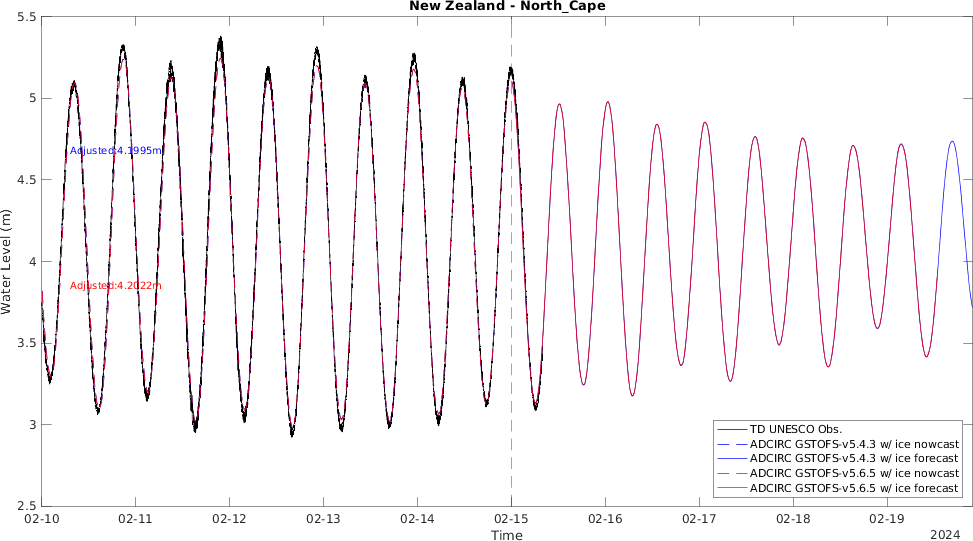 New Zealand - North_Cape
Water Level (m)
5.5
5
4.5
4
3.5
3
2.5
Adjusted:4.1995m
Adjusted:4.2022m
TD UNESCO Obs.
ADCIRC GSTOFS-v5.4.3 w/ ice nowcast
ADCIRC GSTOFS-v5.4.3 w/ ice forecast
ADCIRC GSTOFS-v5.6.5 w/ ice nowcast
ADCIRC GSTOFS-v5.6.5 w/ ice forecast
02-10 02-11 02-12 02-13 02-14 02-15 02-16 02-17 02-18 02-19
Time
2024